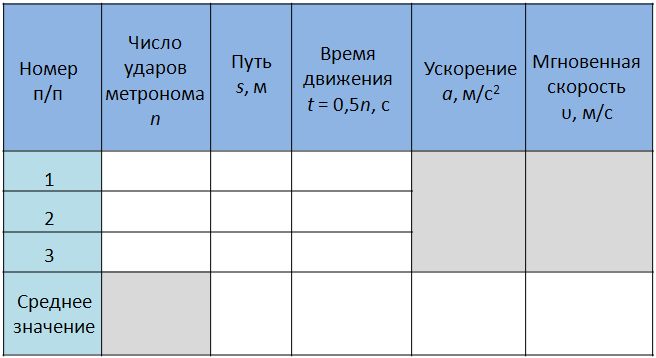 Номер
п/п
Число
ударов
метронома
n
Путь
s, м
Время
движения
t = 0,5n, с
Ускорение
a, м/с²
Мгновенная
скорость
υ, м/с
1
2
3
Среднее
значение